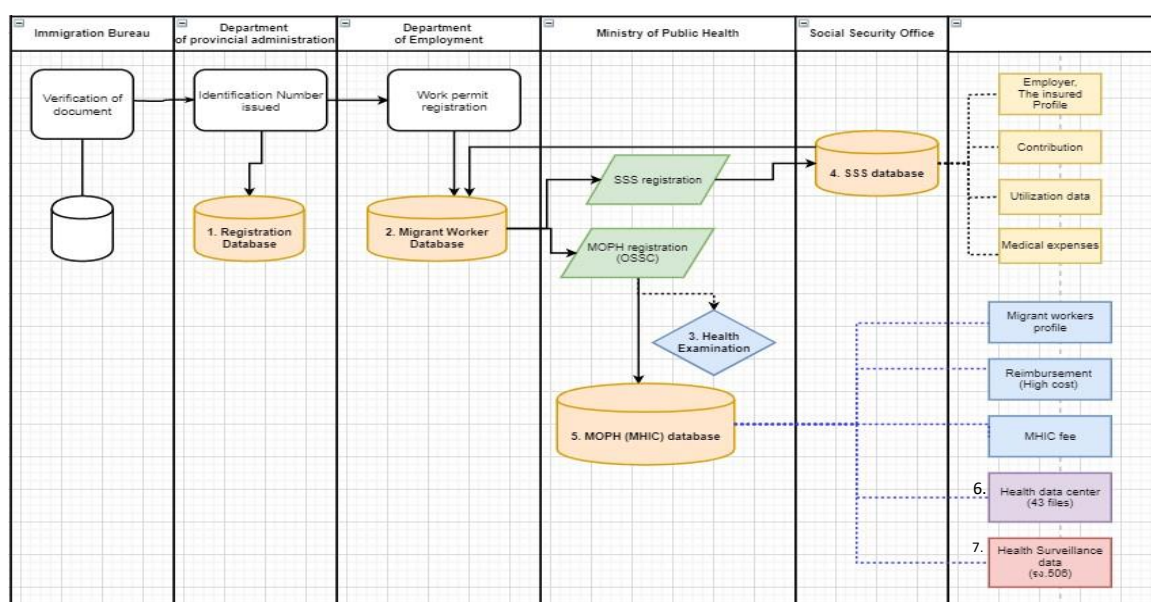 Immigration Bureau
Department
of provincial administration
Department
of Employment
Ministry of Public Health
Social Security Office
Verification of
document
Identification Number
issued
Work permit
registration
Employer,
The insured
Profile
Contribution
Utilization data
Medical expenses
SSS registration
4. SSS database
1. Registration
Database
2. Migrant Worker
Database
MOPH registration
(OSSC)
3. Health
Examination
5. MOPH (MHIC) database
Migrant workers
profile
Reimbursement
(High cost)
MHIC fee
6.
Health data center
(43 files)
7.
Health Surveillance
data
(รง.506)